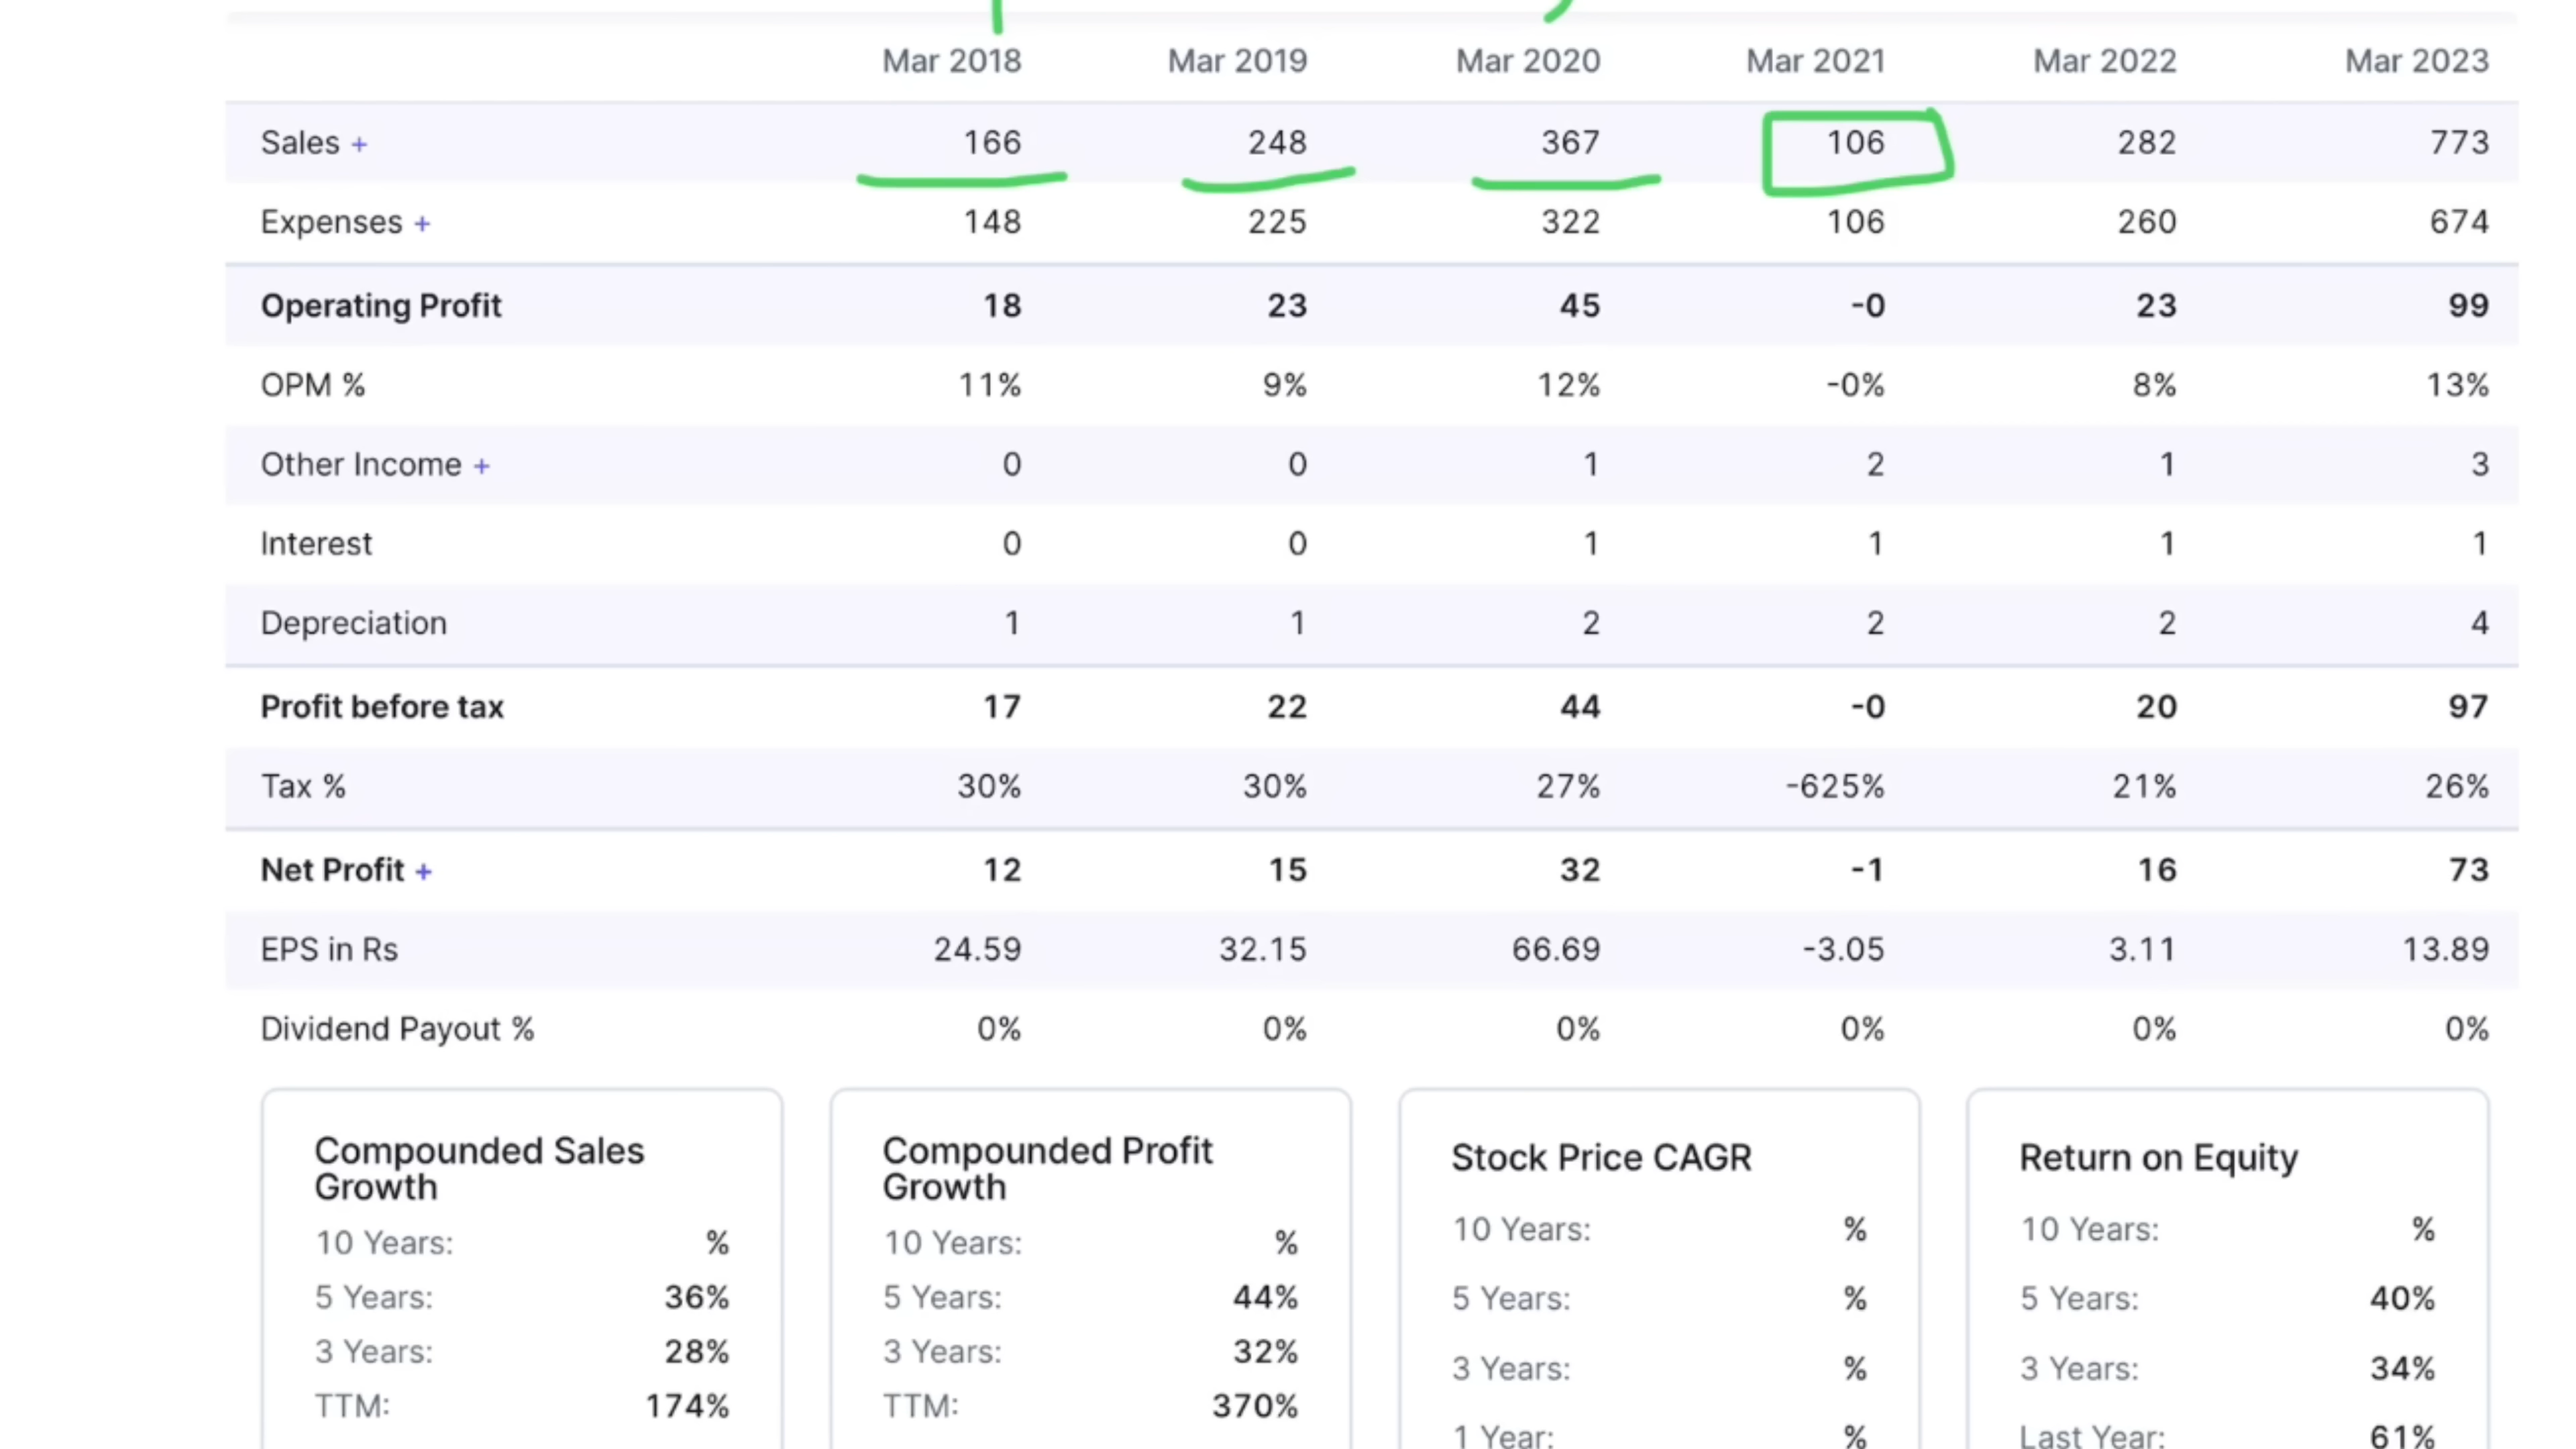 Mar 2018 Mar 2019 Mar 2020 Mar 2021 Mar 2022 Mar 2023
Sales + 166 248 367 106 282 773
Expenses + 148 225 322 106 260 674
Operating Profit 18 23 45 -0 23 99
OPM % 11% 9% 12% -0% 8% 13%
Other Income + 0 0 1 2 1 3
Interest 0 0 1 1 1 1
Depreciation 1 1 2 2 2 4
Profit before tax 17 22 44 -0 20 97
Tax % 30% 30% 27% -625% 21% 26%
Net Profit + 12 15 32 -1 16 73
EPS in Rs 24.59 32.15 66.69 -3.05 3.11 13.89
Dividend Payout % 0% 0% 0% 0% 0% 0%
Compounded Sales
Growth
10 Years: %
5 Years: 36%
3 Years: 28%
TTM: 174%
Compounded Profit
Growth
10 Years: %
5 Years: 44%
3 Years: 32%
TTM: 370%
Stock Price CAGR
10 Years: %
5 Years: %
3 Years: %
1 Year: %
Return on Equity
10 Years: %
5 Years: 40%
3 Years: 34%
Last Year: 61%